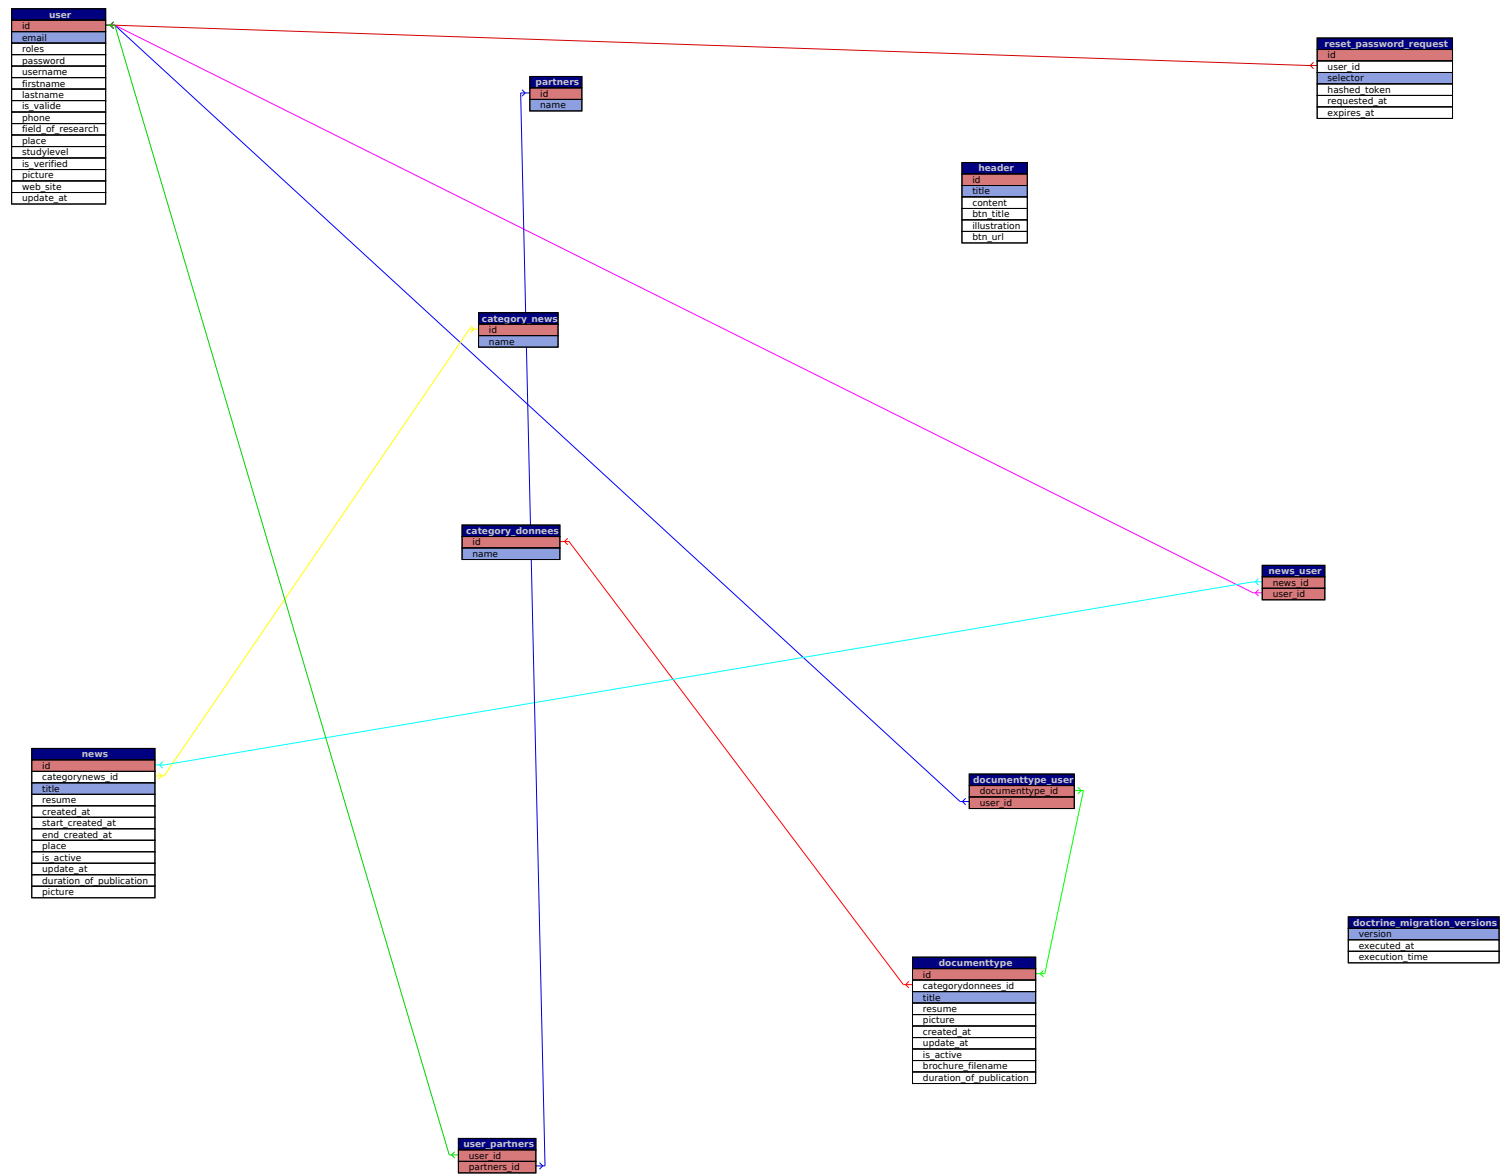 user
id
email
roles
password
username
firstname
lastname
is_valide
phone
field_of_research
place
studylevel
is_verified
picture
web_site
update_at
reset_password_request
id
user_id
selector
hashed_token
requested_at
expires_at
partners
id
name
header
id
title
content
btn_title
illustration
btn_url
category_news
id
name
category_donnees
id
name
news_user
news_id
user_id
news
id
categorynews_id
title
resume
created_at
start_created_at
end_created_at
place
is_active
update_at
duration_of_publication
picture
documenttype_user
documenttype_id
user_id
doctrine_migration_versions
version
executed_at
execution_time
documenttype
id
categorydonnees_id
title
resume
picture
created_at
update_at
is_active
brochure_filename
duration_of_publication
user_partners
user_id
partners_id